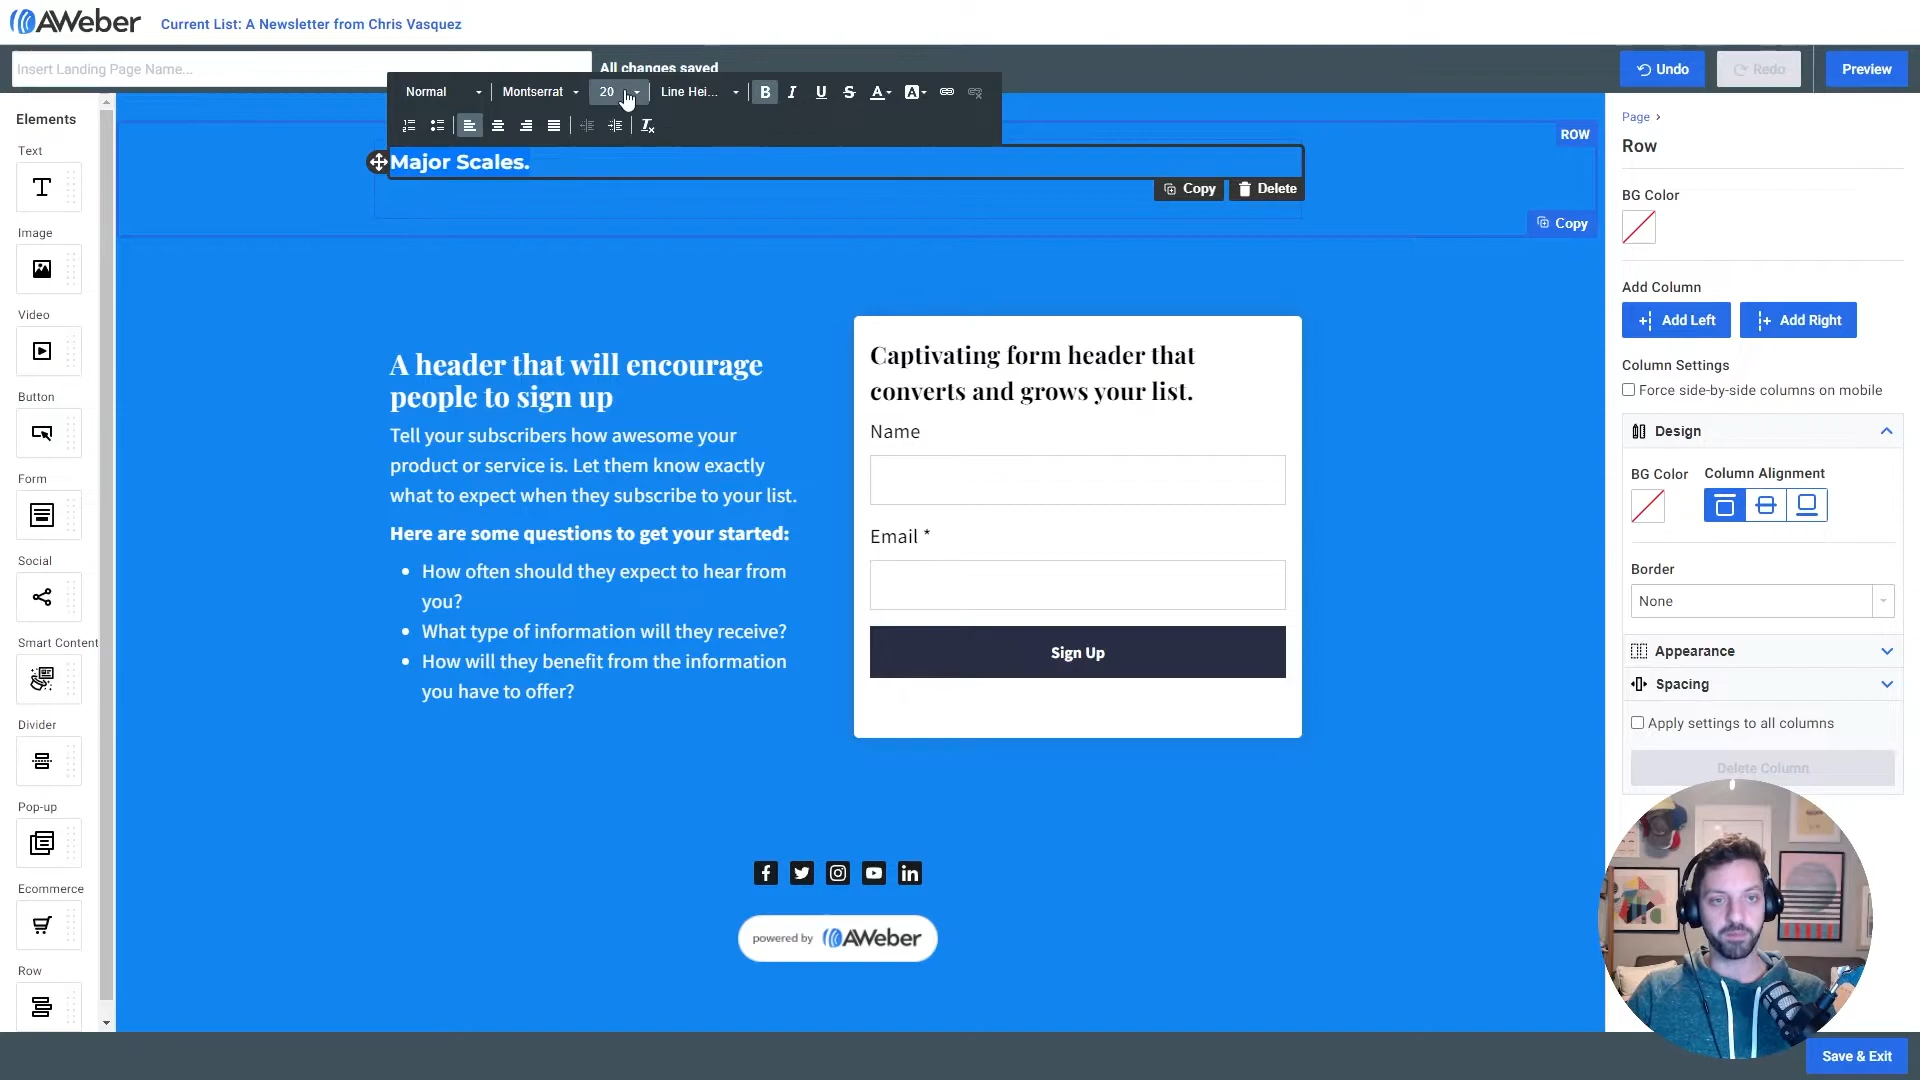 AWeber
Current List: A Newsletter from Chris Vasquez
Insert Landing Page Name...
All changes saved
Undo
Redo
Preview
Normal
Montserrat
20
Line Hei...
B
I
U
S
A
A
Elements
Text
T
Image
Video
Button
Form
Social
Smart Content
Divider
Pop-up
Ecommerce
Row
ROW
Major Scales.
Copy
Delete
Copy
A header that will encourage
people to sign up
Tell your subscribers how awesome your
product or service is. Let them know exactly
what to expect when they subscribe to your list.
Here are some questions to get your started:
How often should they expect to hear from
you?
What type of information will they receive?
How will they benefit from the information
you have to offer?
Captivating form header that
converts and grows your list.
Name
Email *
Sign Up
powered by AWeber
Page >
Row
BG Color
Add Column
Add Left
Add Right
Column Settings
Force side-by-side columns on mobile
Design
BG Color
Column Alignment
Border
None
Appearance
Spacing
Apply settings to all columns
Delete Column
Save & Exit